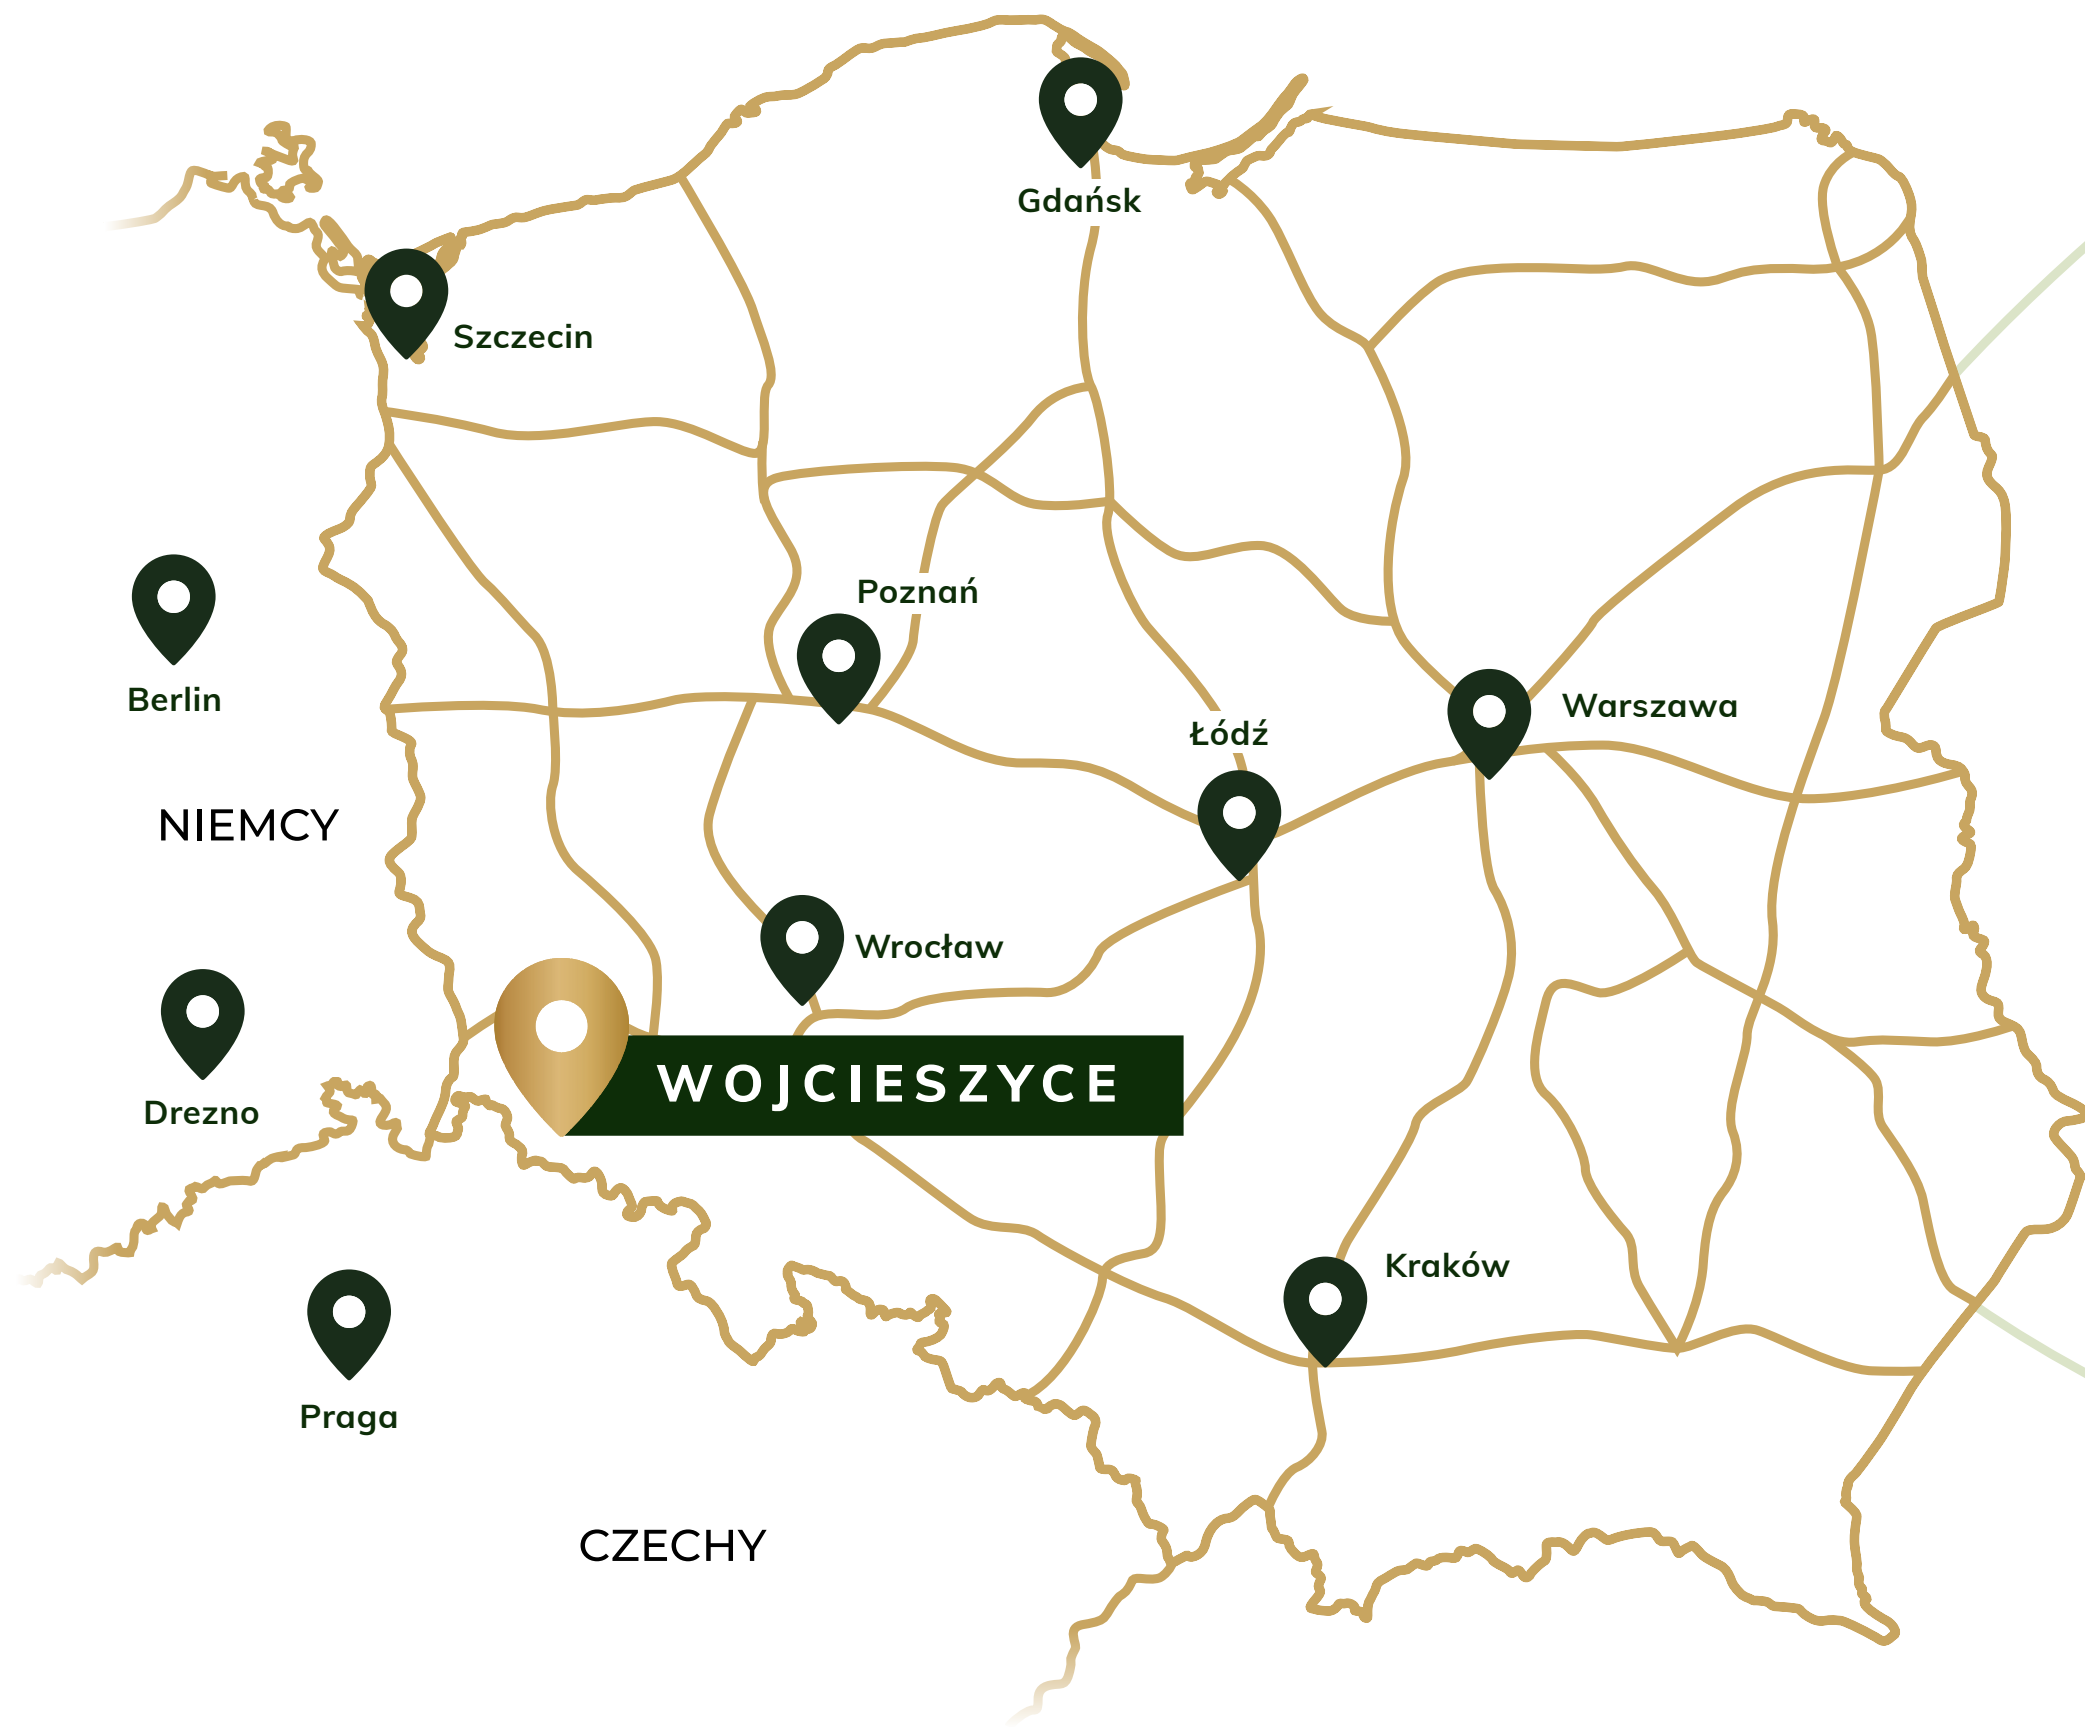 Gdańsk
Szczecin
Poznań
Berlin
Warszawa
Łódź
NIEMCY
Wrocław
WOJCIESZYCE
Drezno
Kraków
Praga
CZECHY